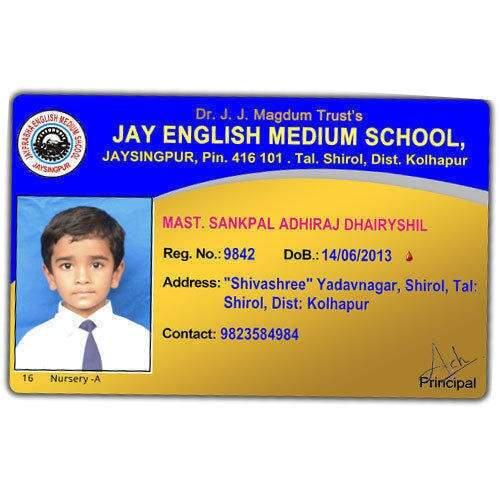 Dr. J. J. Magdum Trust's
JAY ENGLISH MEDIUM SCHOOL,
JAYSINGPUR, Pin. 416 101 . Tal. Shirol, Dist. Kolhapur
JAYPRABHA ENGLISH MEDIUM SCHOOL
JAYSINGPUR
MAST. SANKPAL ADHIRAJ DHAIRYSHIL
Reg. No.: 9842 DoB.: 14/06/2013
Address: "Shivashree" Yadavnagar, Shirol, Tal:
Shirol, Dist: Kolhapur
Contact: 9823584984
16 Nursery -A
Principal